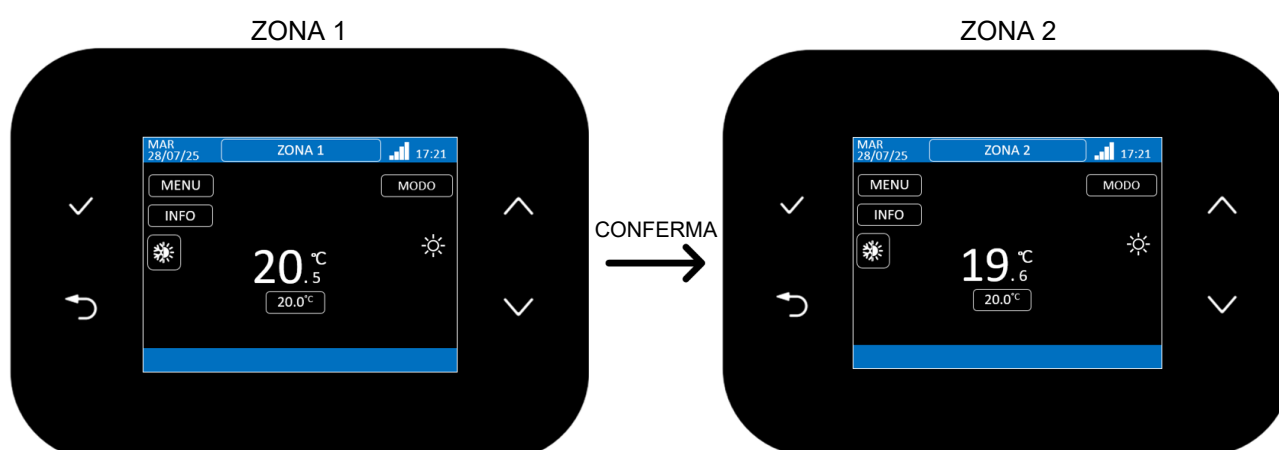 ZONA 1
MAR
28/07/25
ZONA 1
17:21
MENU
MODO
INFO
20.5 °C
20.0°C
CONFERMA
ZONA 2
MAR
28/07/25
ZONA 2
17:21
MENU
MODO
INFO
19.6 °C
20.0°C